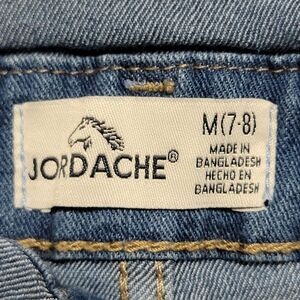 JORDACHE®
M(7-8)
MADE IN
BANGLADESH
HECHO EN
BANGLADESH